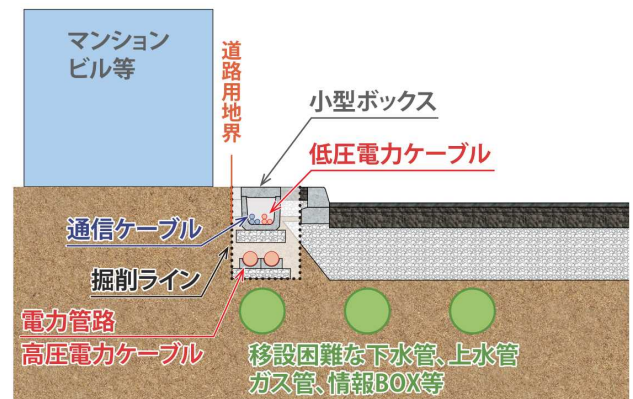 マンション
ビル等
道路用地界
小型ボックス
低圧電力ケーブル
通信ケーブル
掘削ライン
電力管路
高圧電力ケーブル
移設困難な下水管、上水管
ガス管、情報BOX等